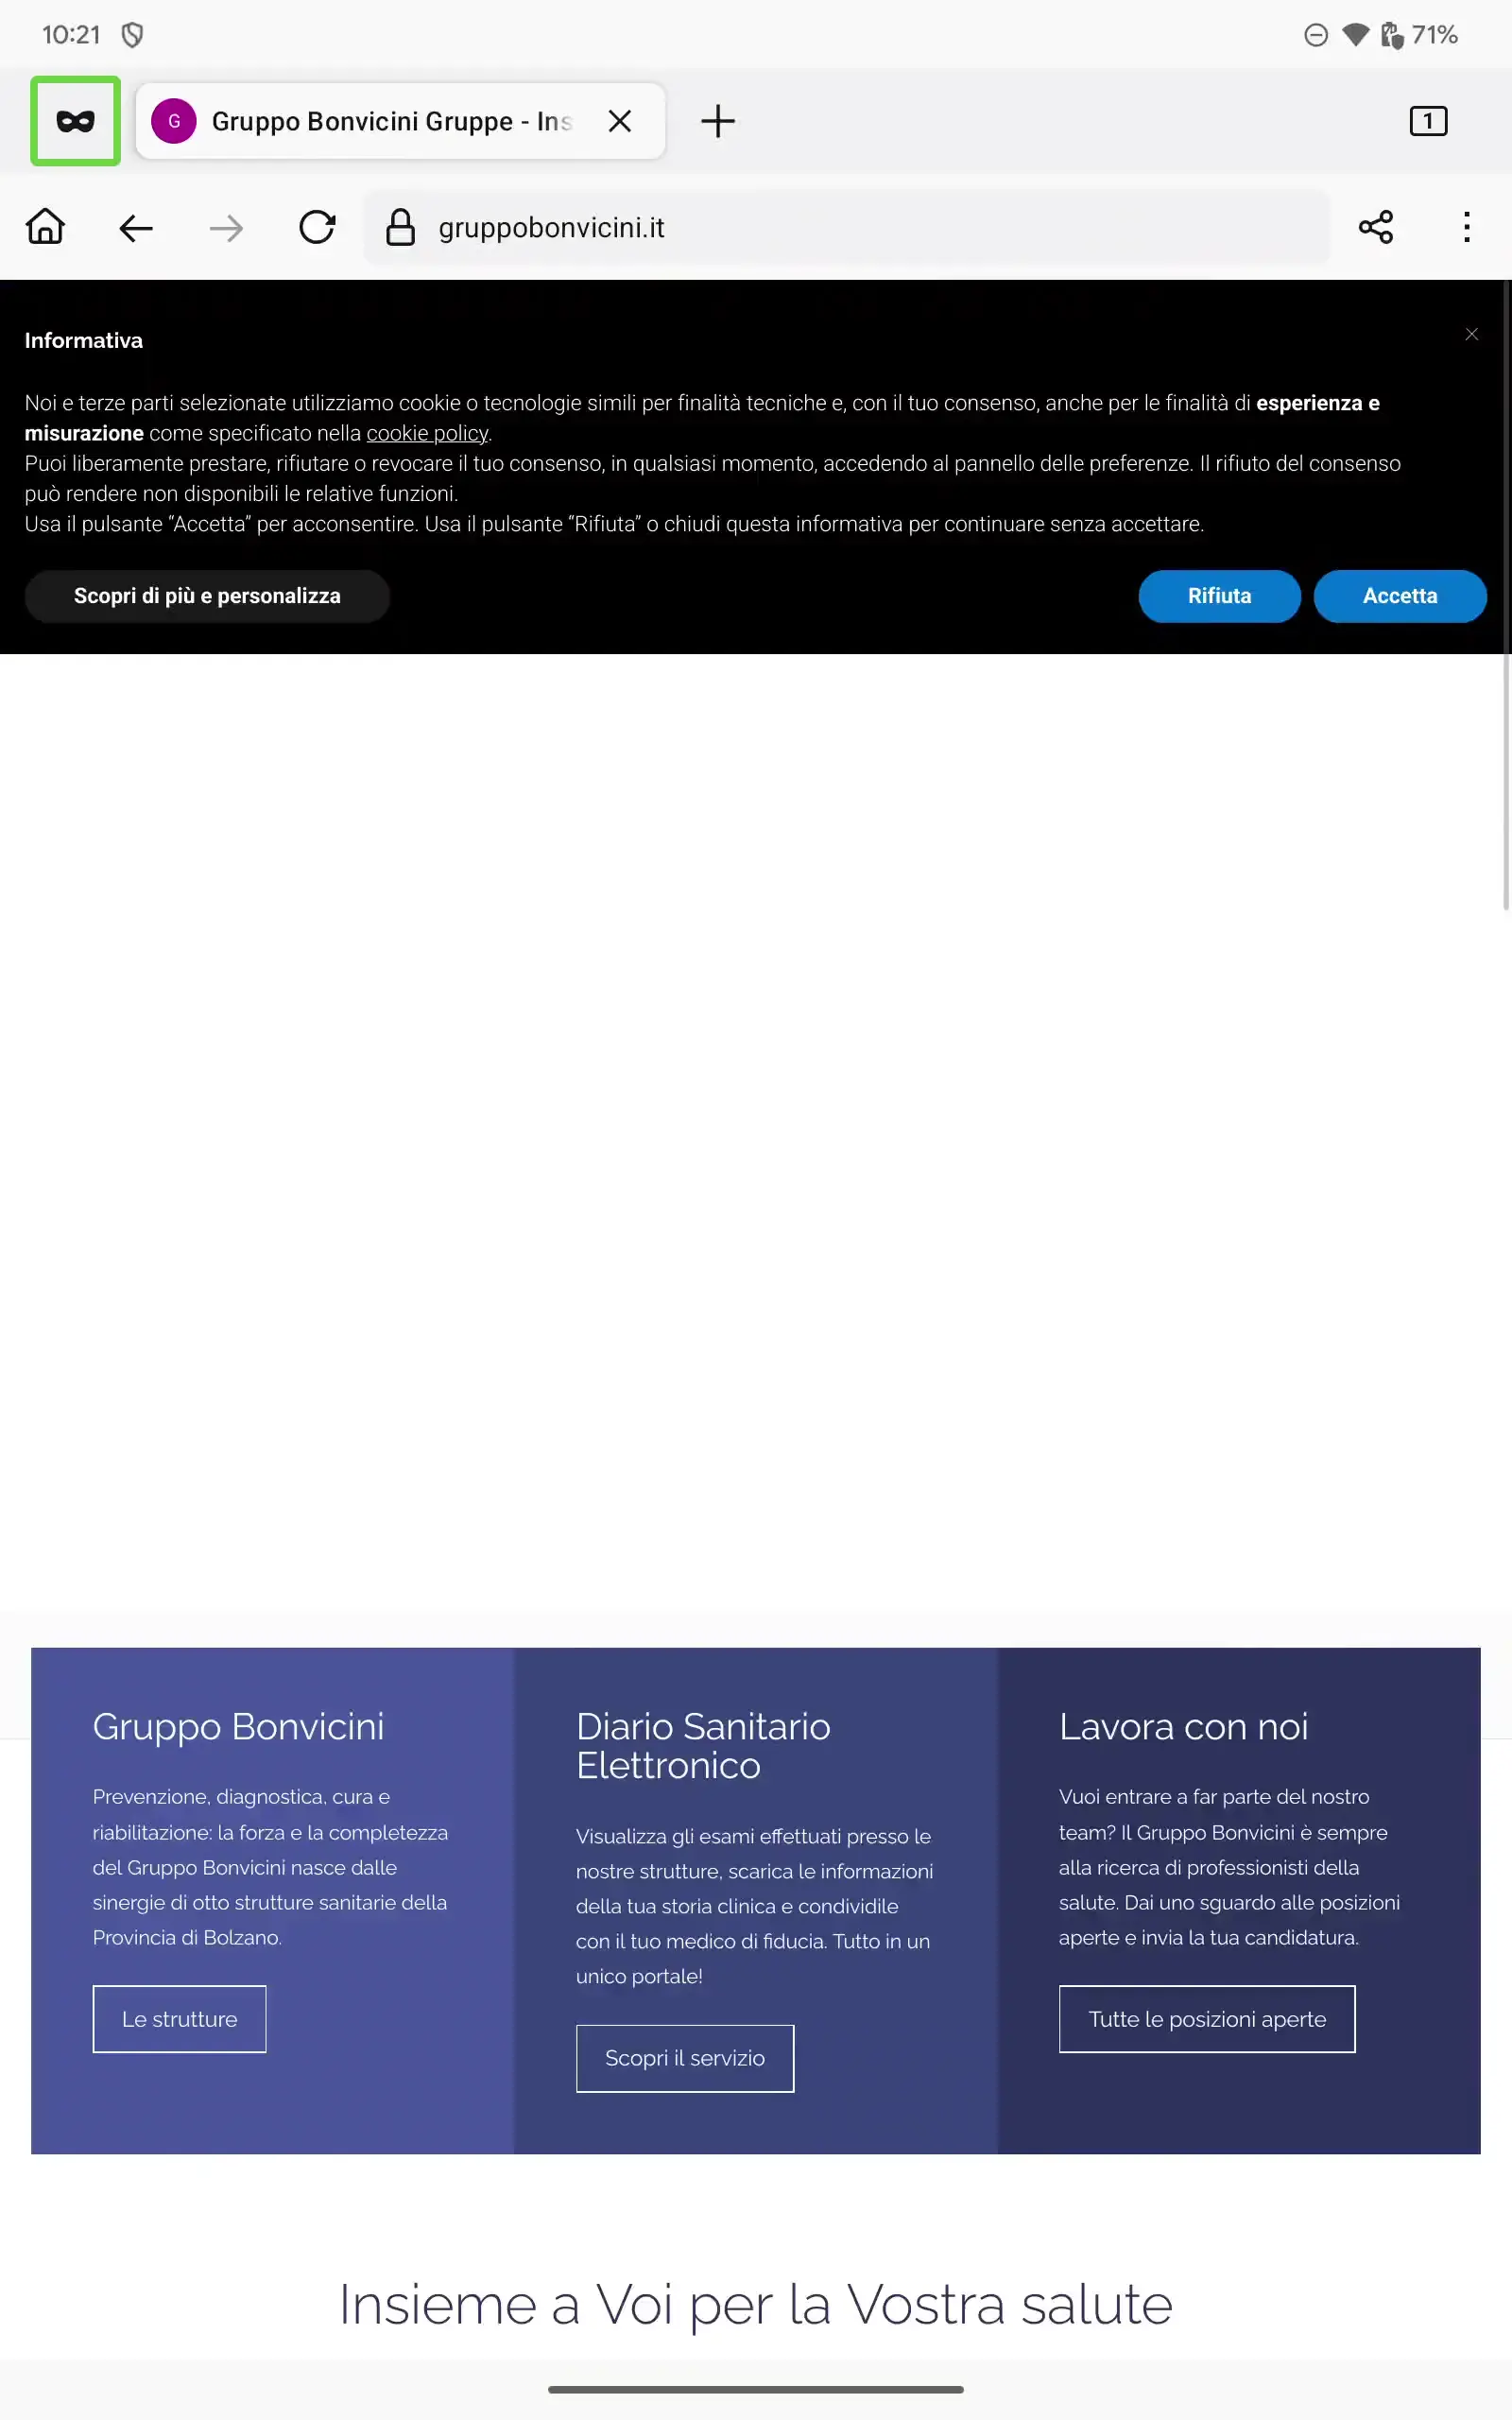 10:21
71%
G
Gruppo Bonvicini Gruppe - Ins
1
gruppobonvicini.it
Informativa
Noi e terze parti selezionate utilizziamo cookie o tecnologie simili per finalità tecniche e, con il tuo consenso, anche per le finalità di esperienza e
misurazione come specificato nella cookie policy.
Puoi liberamente prestare, rifiutare o revocare il tuo consenso, in qualsiasi momento, accedendo al pannello delle preferenze. Il rifiuto del consenso
può rendere non disponibili le relative funzioni.
Usa il pulsante “Accetta” per acconsentire. Usa il pulsante “Rifiuta” o chiudi questa informativa per continuare senza accettare.
Scopri di più e personalizza
Rifiuta
Accetta
Gruppo Bonvicini
Prevenzione, diagnostica, cura e
riabilitazione: la forza e la completezza
del Gruppo Bonvicini nasce dalle
sinergie di otto strutture sanitarie della
Provincia di Bolzano.
Le strutture
Diario Sanitario
Elettronico
Visualizza gli esami effettuati presso le
nostre strutture, scarica le informazioni
della tua storia clinica e condividile
con il tuo medico di fiducia. Tutto in un
unico portale!
Scopri il servizio
Lavora con noi
Vuoi entrare a far parte del nostro
team? Il Gruppo Bonvicini è sempre
alla ricerca di professionisti della
salute. Dai uno sguardo alle posizioni
aperte e invia la tua candidatura.
Tutte le posizioni aperte
Insieme a Voi per la Vostra salute